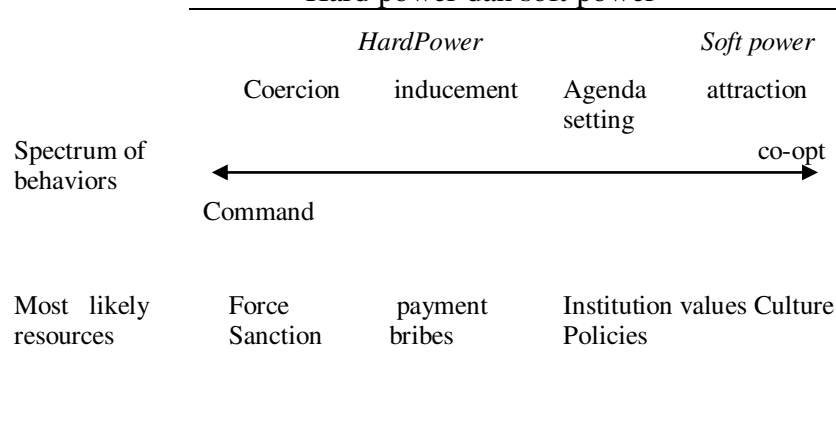 Hard power dan soft power
HardPower Soft power
Coercion inducement Agenda attraction
setting
Spectrum of co-opt
behaviors
Command
Most likely Force payment Institution values Culture
resources Sanction bribes Policies